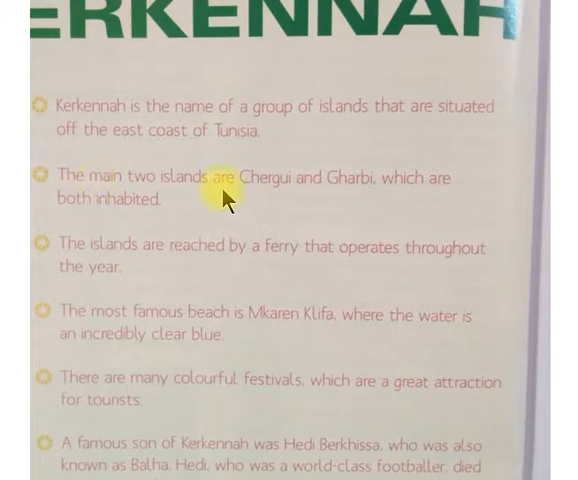 ERKENNAH
Kerkennah is the name of a group of islands that are situated
off the east coast of Tunisia.
The main two islands are Chergui and Gharbi, which are
both inhabited.
The islands are reached by a ferry that operates throughout
the year.
The most famous beach is Mkaren Klifa, where the water is
an incredibly clear blue.
There are many colourful festivals, which are a great attraction
for tourists.
A famous son of Kerkennah was Hedi Berkhissa, who was also
known as Balha. Hedi, who was a world-class footballer, died